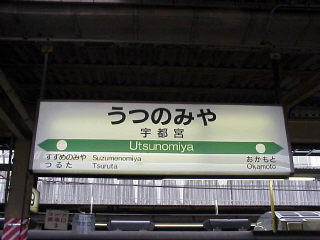 うつのみや
宇都宮
Utsunomiya
すずめのみや Suzumenomiya
つるた Tsuruta
おかもと
Okamoto